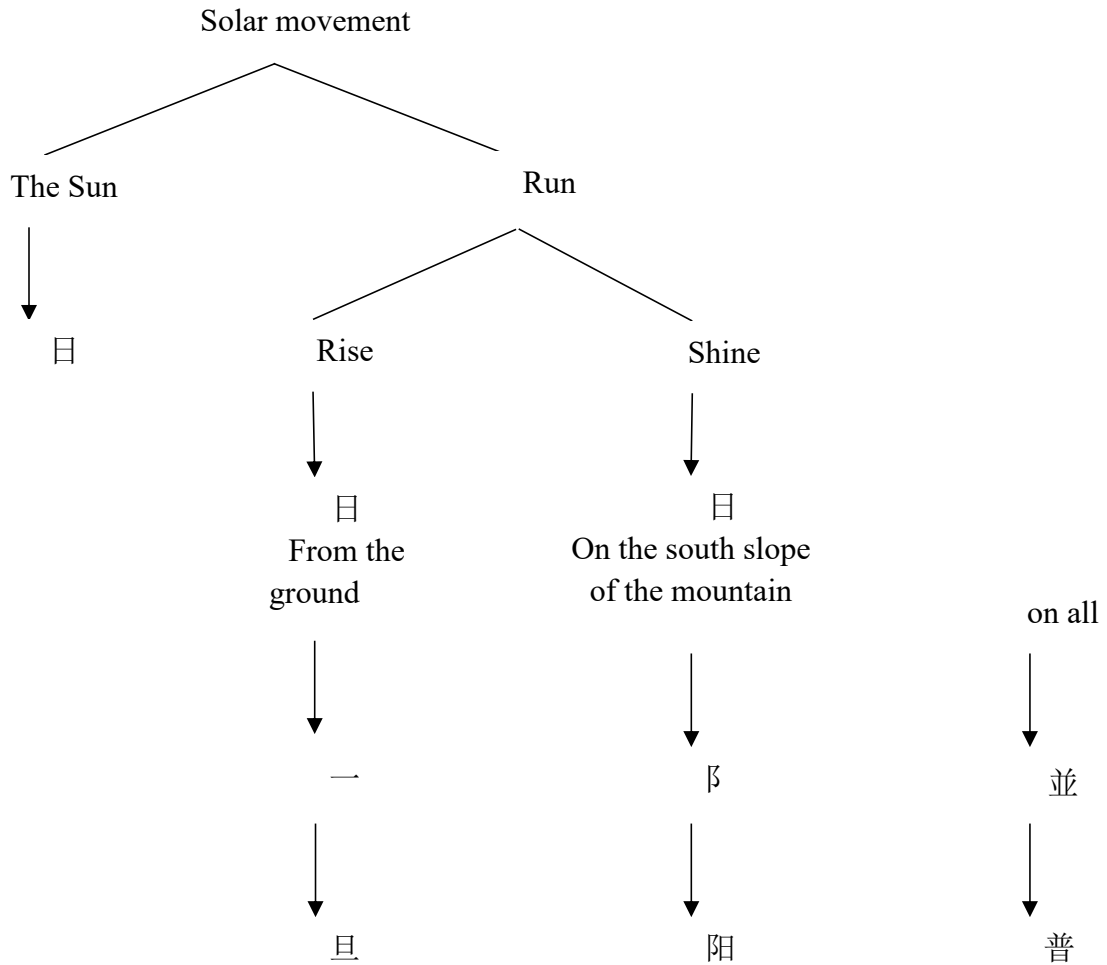 Solar movement
The Sun
Run
日
Rise
Shine
日
日
From the
ground
On the south slope
of the mountain
on all
一
阝
並
旦
阳
普